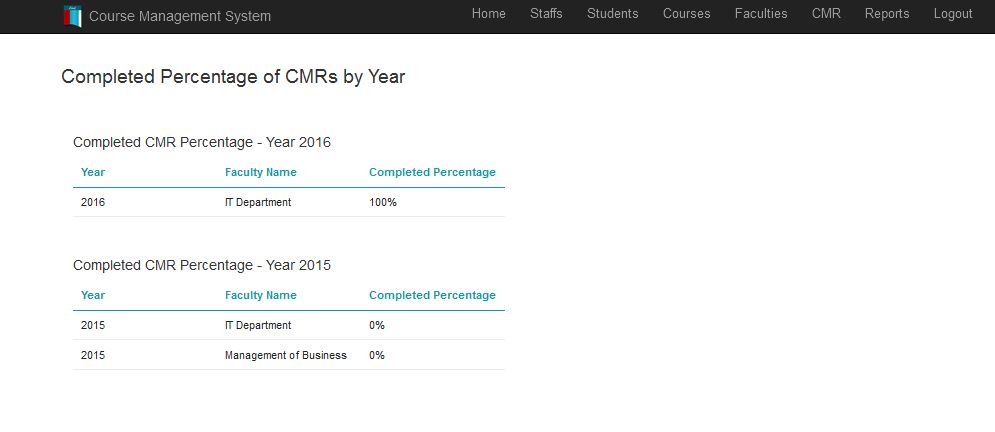 Course Management System Home Staffs Students Courses Faculties CMR Reports Logout
Completed Percentage of CMRs by Year
Completed CMR Percentage - Year 2016
Year Faculty Name Completed Percentage
2016 IT Department 100%
Completed CMR Percentage - Year 2015
Year Faculty Name Completed Percentage
2015 IT Department 0%
2015 Management of Business 0%